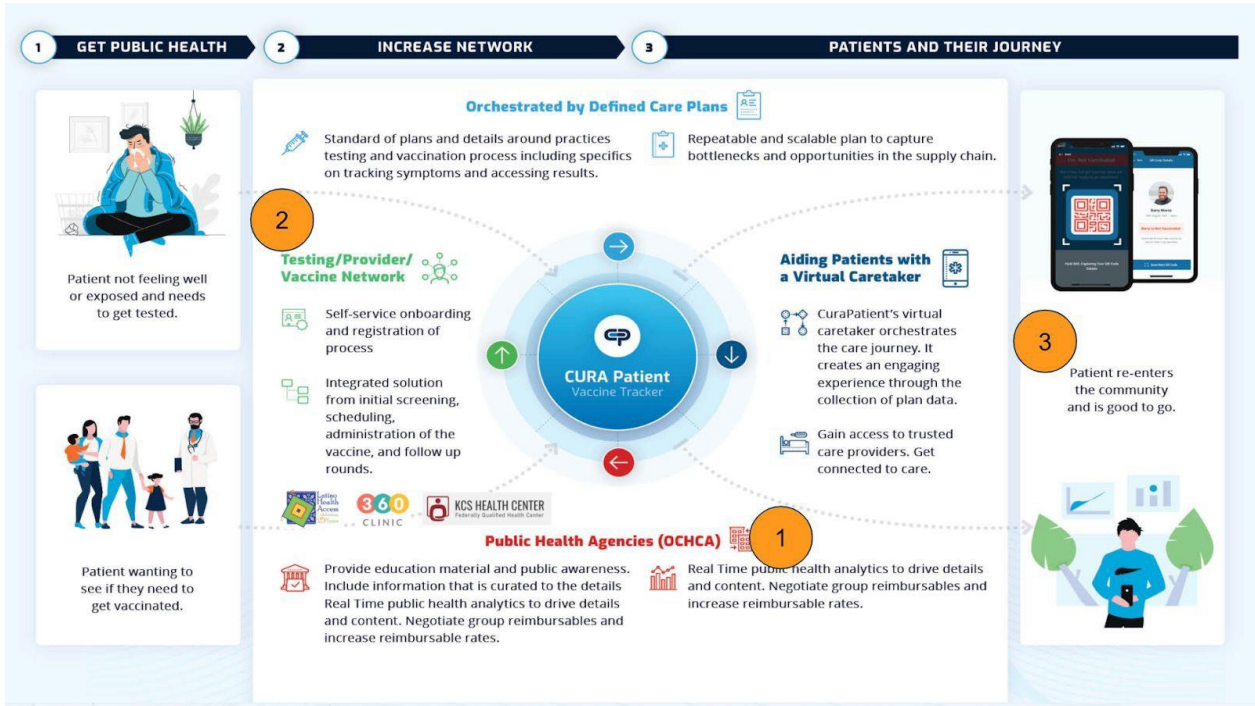 1 GET PUBLIC HEALTH
2 INCREASE NETWORK
3 PATIENTS AND THEIR JOURNEY
Patient not feeling well
or exposed and needs
to get tested.
Patient wanting to
see if they need to
get vaccinated.
Orchestrated by Defined Care Plans
Standard of plans and details around practices
testing and vaccination process including specifics
on tracking symptoms and accessing results.
Repeatable and scalable plan to capture
bottlenecks and opportunities in the supply chain.
2
Testing/Provider/
Vaccine Network
Self-service onboarding
and registration of
process
Integrated solution
from initial screening,
scheduling,
administration of the
vaccine, and follow up
rounds.
Latino
Health
Access
360
CLINIC
KCS HEALTH CENTER
Federally Qualified Health Center
CURA Patient
Vaccine Tracker
Aiding Patients with
a Virtual Caretaker
CuraPatient's virtual
caretaker orchestrates
the care journey. It
creates an engaging
experience through the
collection of plan data.
Gain access to trusted
care providers. Get
connected to care.
Public Health Agencies (OCHCA)
1
Provide education material and public awareness.
Include information that is curated to the details
Real Time public health analytics to drive details
and content. Negotiate group reimbursables and
increase reimbursable rates.
Real Time public health analytics to drive details
and content. Negotiate group reimbursables and
increase reimbursable rates.
3
Patient re-enters
the community
and is good to go.